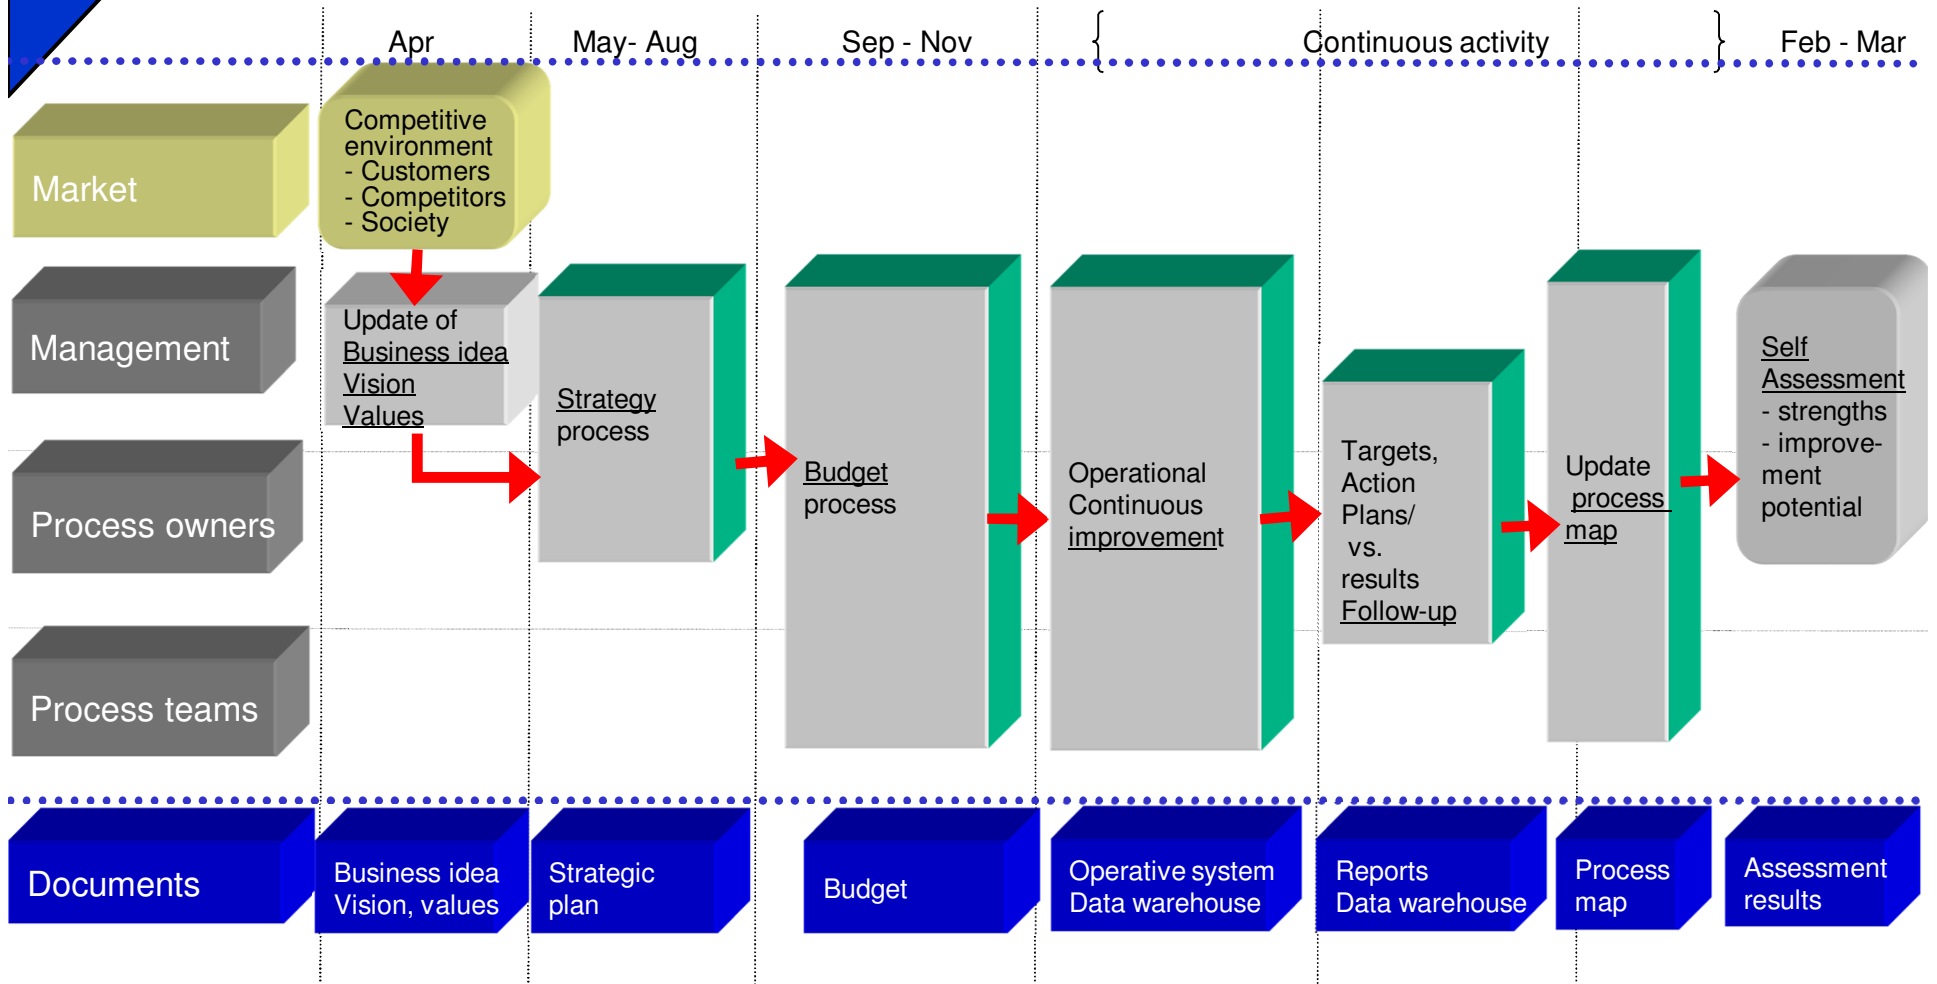 Apr
May- Aug
Sep - Nov
Continuous activity
Feb - Mar
Market
Competitive
environment
- Customers
- Competitors
- Society
Management
Update of
Business idea
Vision
Values
Strategy
process
Budget
process
Operational
Continuous
improvement
Targets,
Action
Plans/
vs.
results
Follow-up
Update
process
map
Self
Assessment
- strengths
- improve-
ment
potential
Process owners
Process teams
Documents
Business idea
Vision, values
Strategic
plan
Budget
Operative system
Data warehouse
Reports
Data warehouse
Process
map
Assessment
results